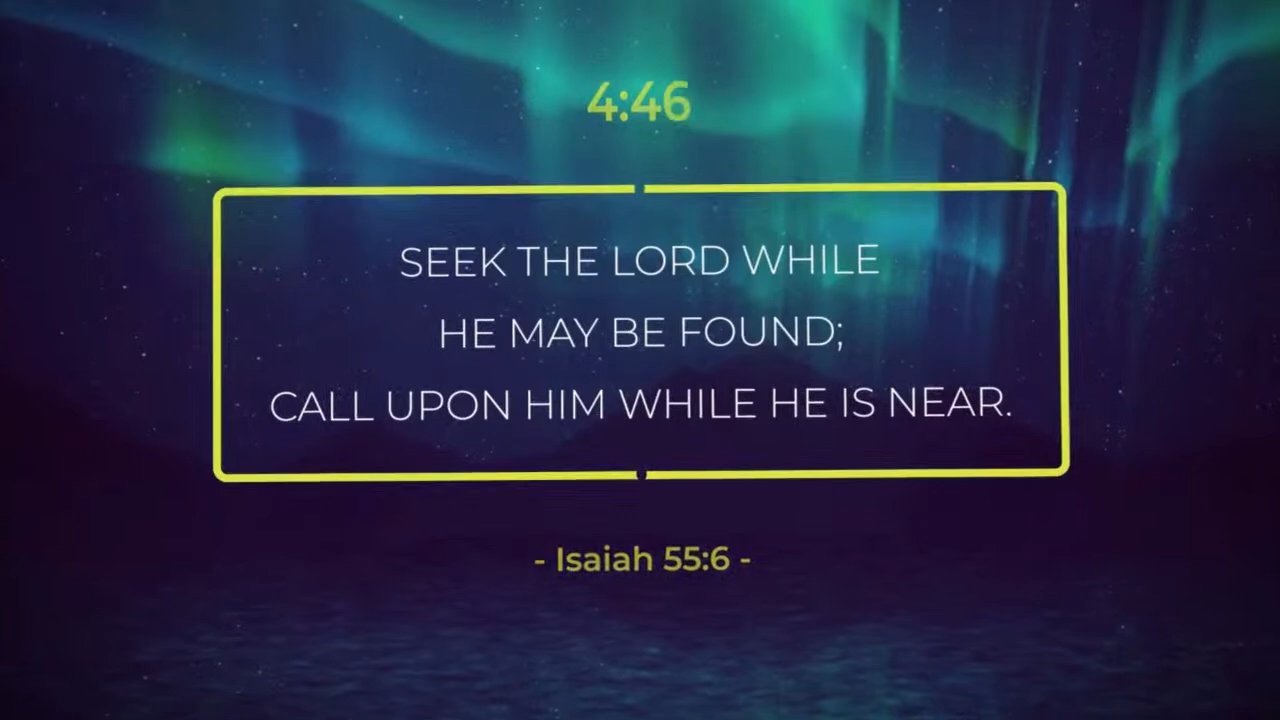 4:46
SEEK THE LORD WHILE
HE MAY BE FOUND;
CALL UPON HIM WHILE HE IS NEAR.
- Isaiah 55:6 -